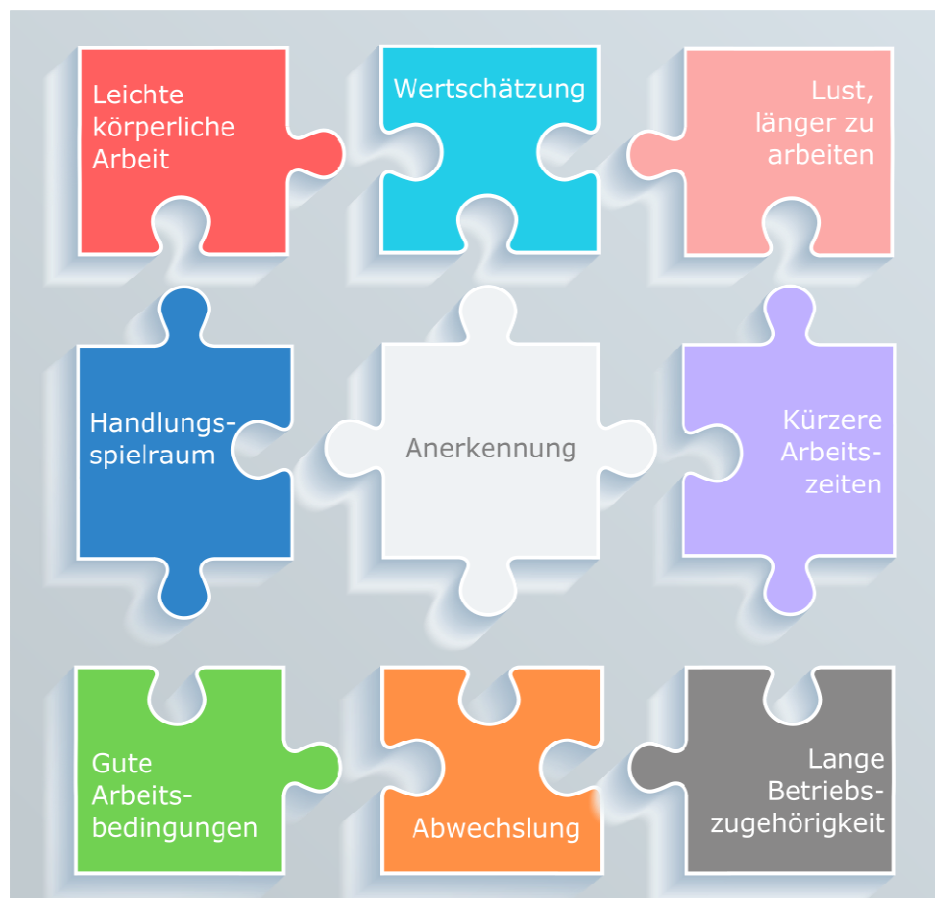 Leichte
körperliche
Arbeit
Wertschätzung
Lust,
länger zu
arbeiten
Handlungs-
spielraum
Anerkennung
Kürzere
Arbeits-
zeiten
Gute
Arbeits-
bedingungen
Abwechslung
Lange
Betriebs-
zugehörigkeit